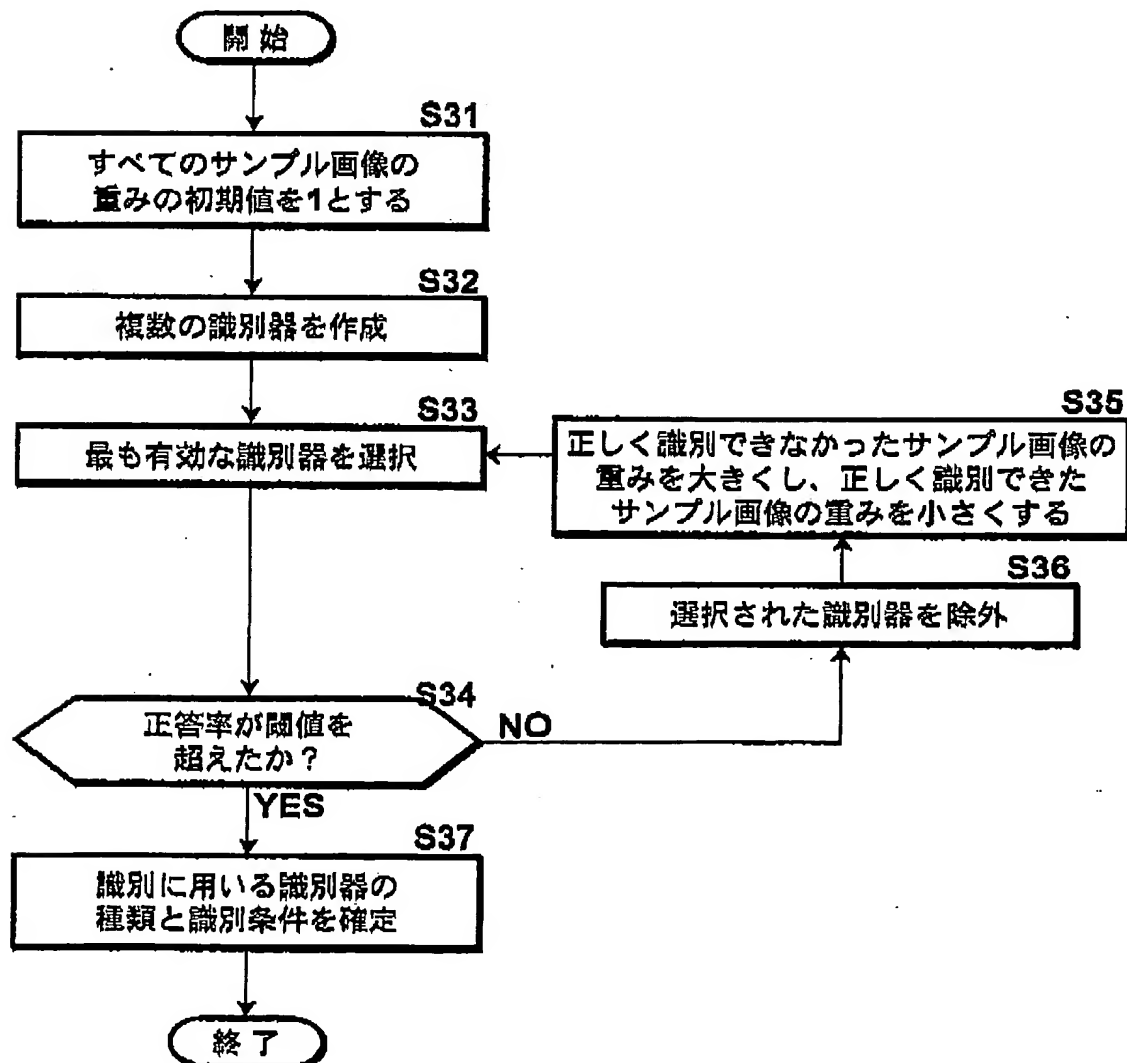 開始
S31
すべてのサンプル画像の
重みの初期値を1とする
S32
複数の識別器を作成
S33
最も有効な識別器を選択
S35
正しく識別できなかったサンプル画像の
重みを大きくし、正しく識別できた
サンプル画像の重みを小さくする
S36
選択された識別器を除外
S34
正答率が閾値を
超えたか？
NO
YES
S37
識別に用いる識別器の
種類と識別条件を確定
終了